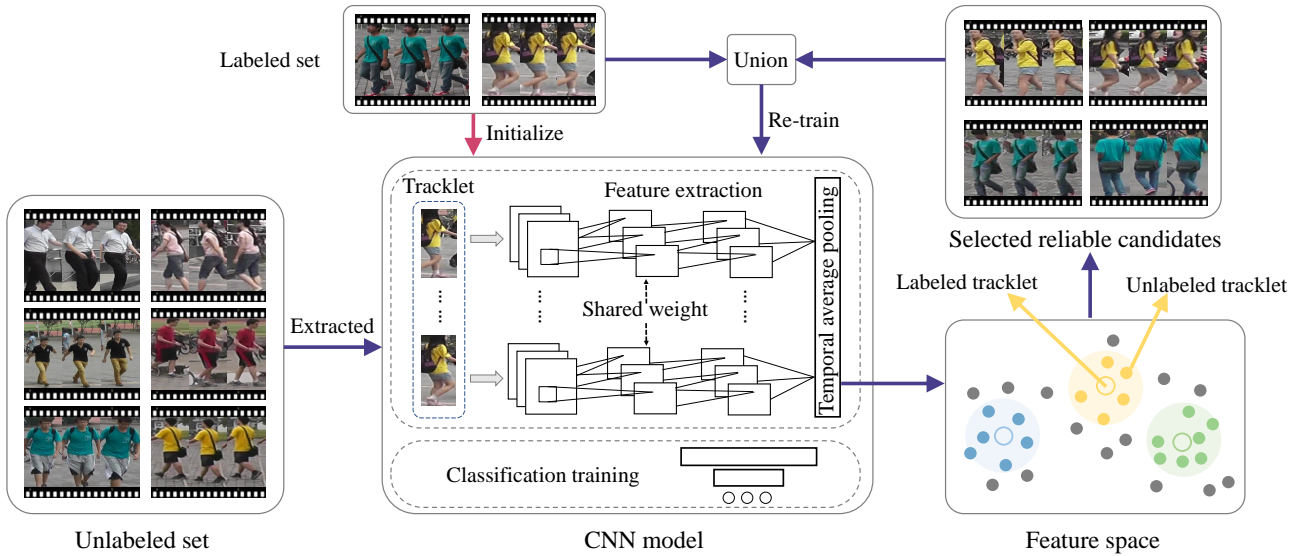 Labeled set
Union
Initialize
Re-train
Tracklet
Feature extraction
Temporal average pooling
Shared weight
Extracted
Classification training
Selected reliable candidates
Labeled tracklet
Unlabeled tracklet
Unlabeled set
CNN model
Feature space